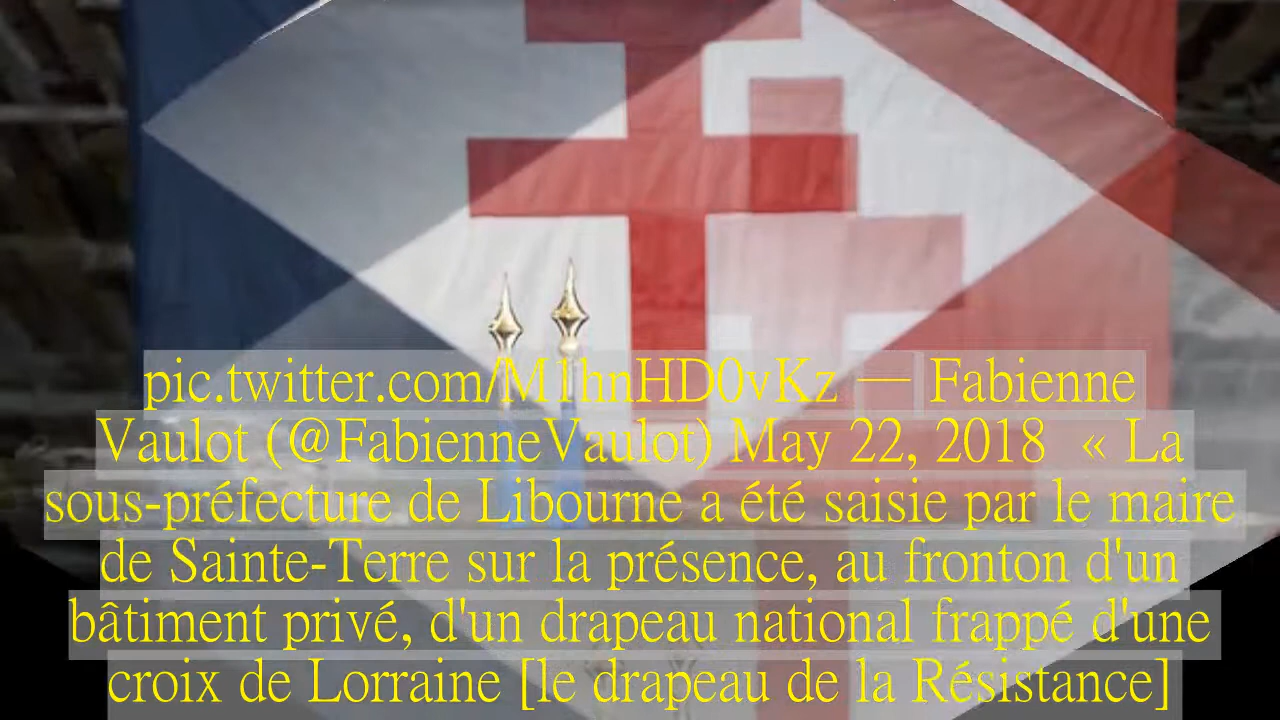 pic.twitter.com/M1hnHD0vKz — Fabienne
Vaulot (@FabienneVaulot) May 22, 2018  « La
sous-préfecture de Libourne a été saisie par le maire
de Sainte-Terre sur la présence, au fronton d'un
bâtiment privé, d'un drapeau national frappé d'une
croix de Lorraine [le drapeau de la Résistance]